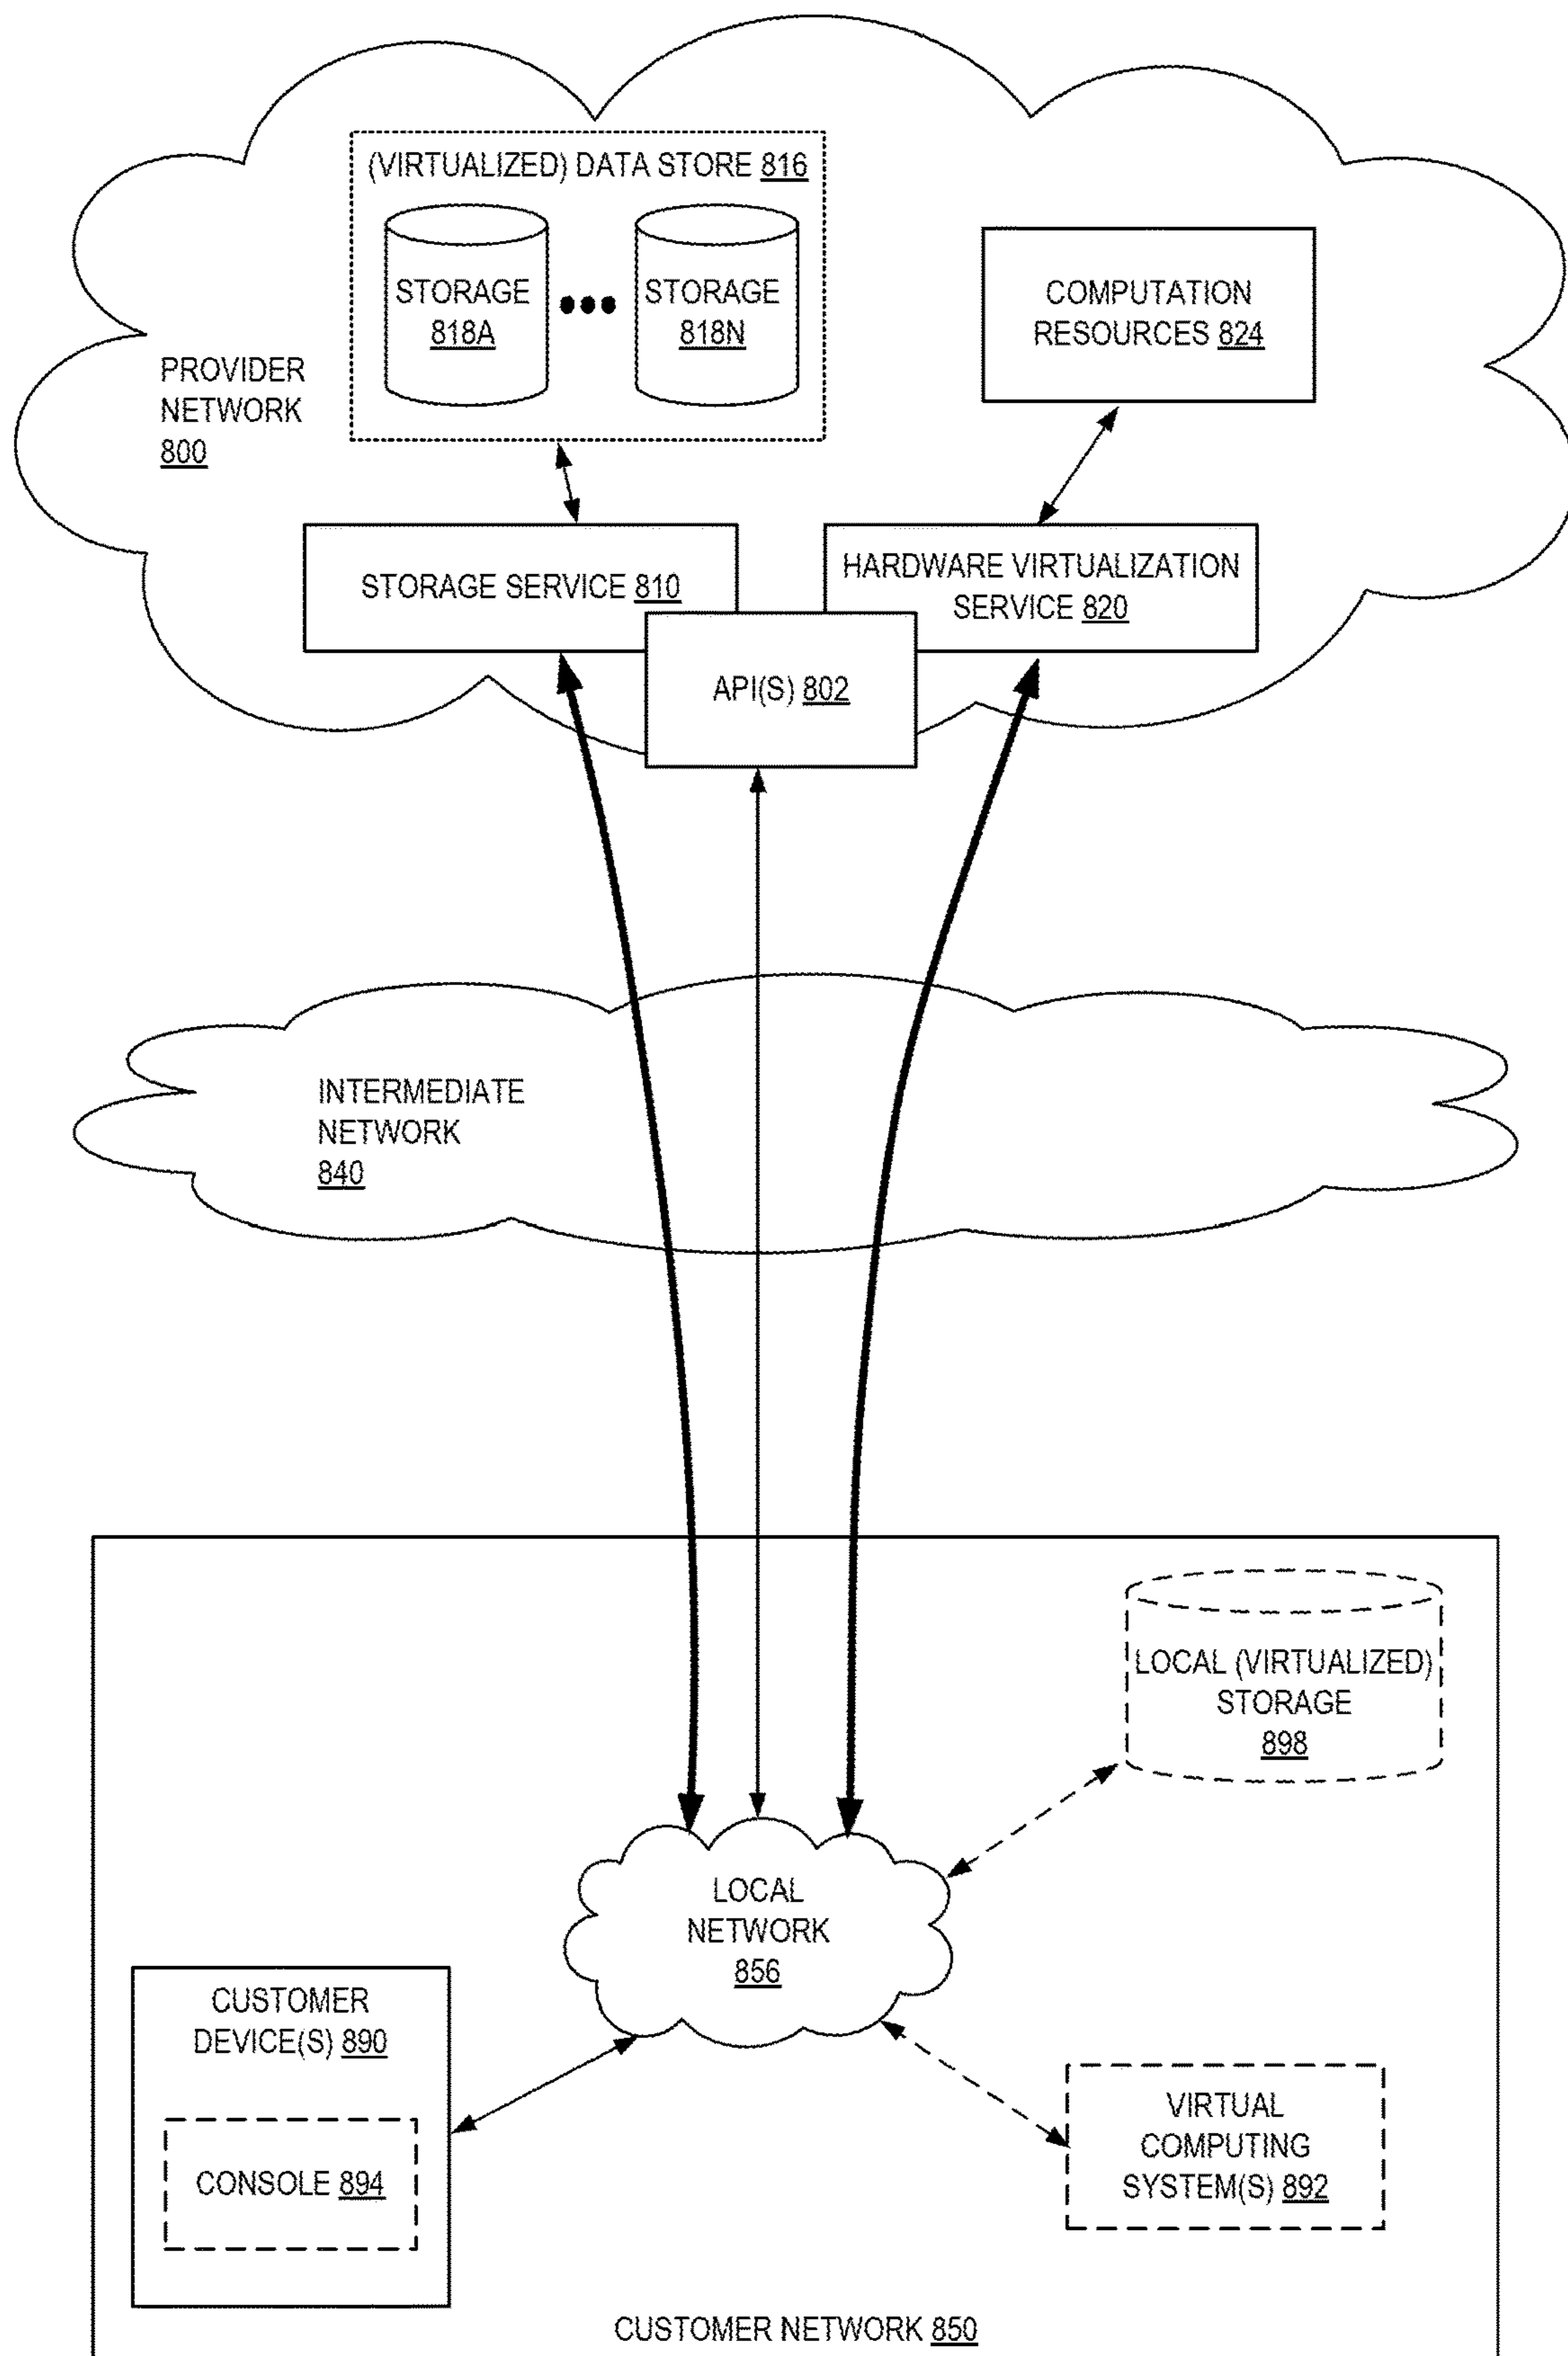 (VIRTUALIZED) DATA STORE 816
STORAGE
818A
STORAGE
818N
COMPUTATION
RESOURCES 824
PROVIDER
NETWORK
800
STORAGE SERVICE 810
HARDWARE VIRTUALIZATION
SERVICE 820
API(S) 802
INTERMEDIATE
NETWORK
840
LOCAL (VIRTUALIZED)
STORAGE
898
LOCAL
NETWORK
856
CUSTOMER
DEVICE(S) 890
CONSOLE 894
VIRTUAL
COMPUTING
SYSTEM(S) 892
CUSTOMER NETWORK 850